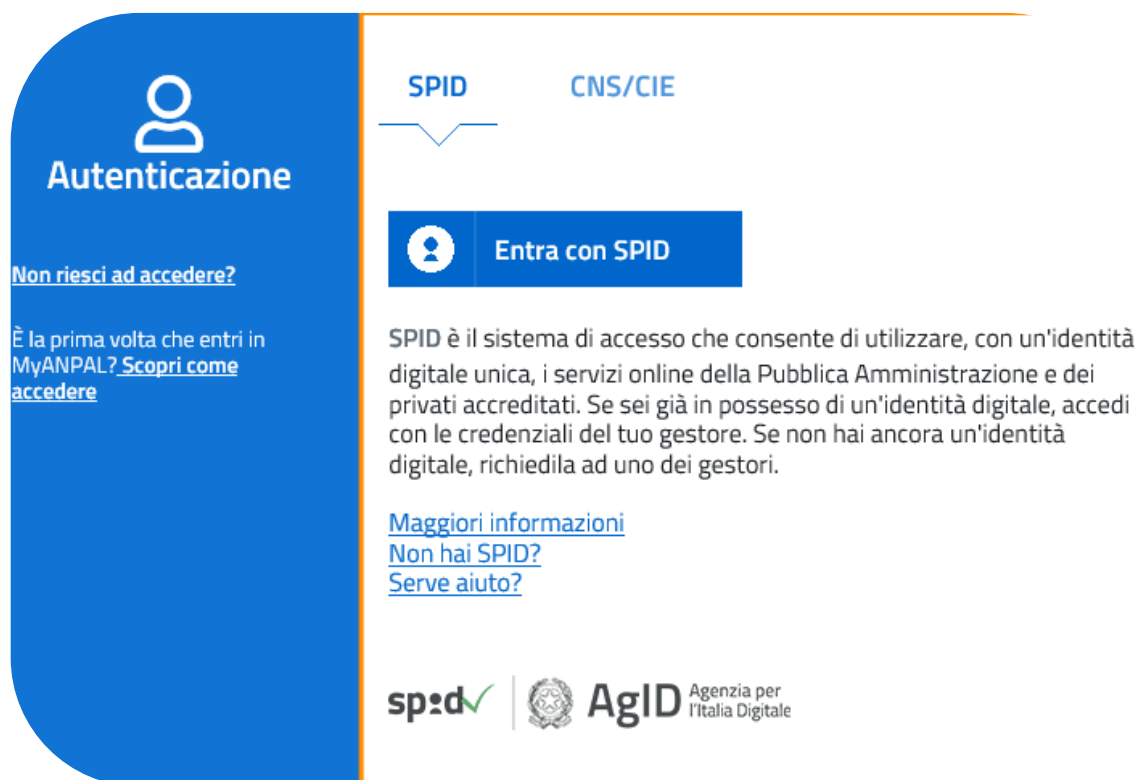 Autenticazione
Non riesci ad accedere?
È la prima volta che entri in
MyANPAL? Scopri come
accedere
SPID
CNS/CIE
Entra con SPID
SPID è il sistema di accesso che consente di utilizzare, con un'identità
digitale unica, i servizi online della Pubblica Amministrazione e dei
privati accreditati. Se sei già in possesso di un'identità digitale, accedi
con le credenziali del tuo gestore. Se non hai ancora un'identità
digitale, richiedila ad uno dei gestori.
Maggiori informazioni
Non hai SPID?
Serve aiuto?
spid
AgID
Agenzia per
l'Italia Digitale